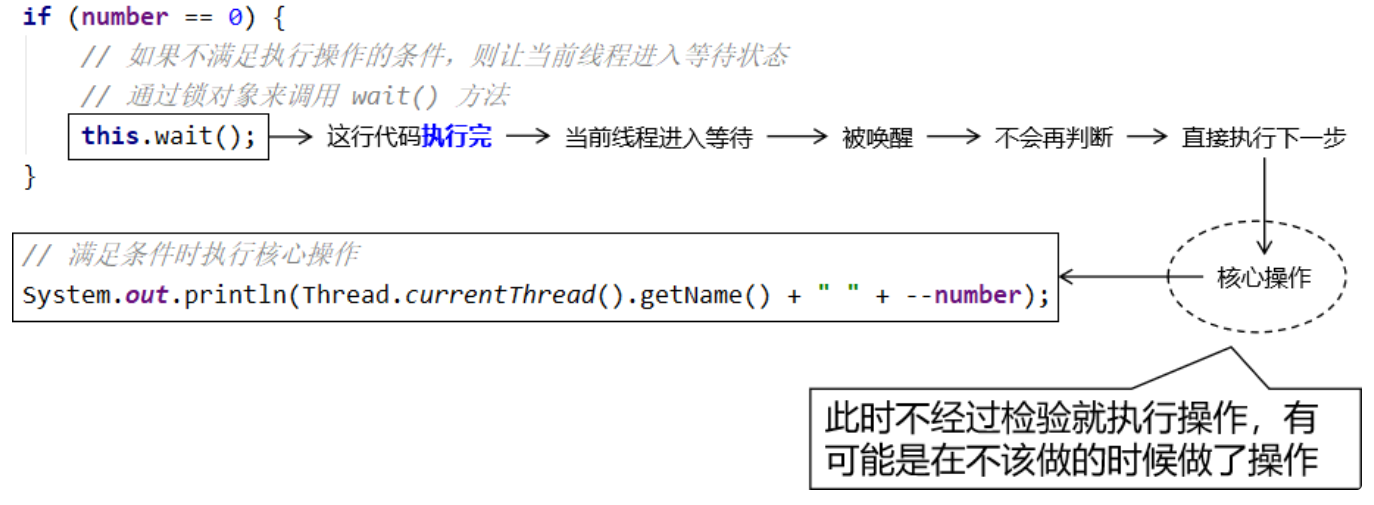 if (number == 0) {
// 如果不满足执行操作的条件，则让当前线程进入等待状态
// 通过锁对象来调用 wait() 方法
this.wait(); 这行代码执行完 当前线程进入等待 被唤醒 不会再判断 直接执行下一步
}
// 满足条件时执行核心操作
System.out.println(Thread.currentThread().getName() + " " + --number);
核心操作
此时不经过检验就执行操作，有
可能是在不该做的时候做了操作